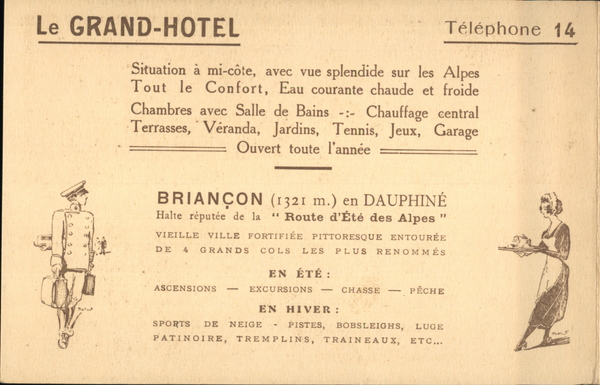 Le GRAND-HOTEL
Téléphone 14
Situation à mi-côte, avec vue splendide sur les Alpes
Tout le Confort, Eau courante chaude et froide
Chambres avec Salle de Bains -:- Chauffage central
Terrasses, Véranda, Jardins, Tennis, Jeux, Garage
Ouvert toute l'année
BRIANÇON (1321 m.) en DAUPHINÉ
Halte réputée de la " Route d'Été des Alpes "
VIEILLE VILLE FORTIFIÉE PITTORESQUE ENTOURÉE
DE 4 GRANDS COLS LES PLUS RENOMMÉS
EN ÉTÉ :
ASCENSIONS — EXCURSIONS — CHASSE — PÊCHE
EN HIVER :
SPORTS DE NEIGE - PISTES, BOBSLEIGHS, LUGE
PATINOIRE, TREMPLINS, TRAINEAUX, ETC...